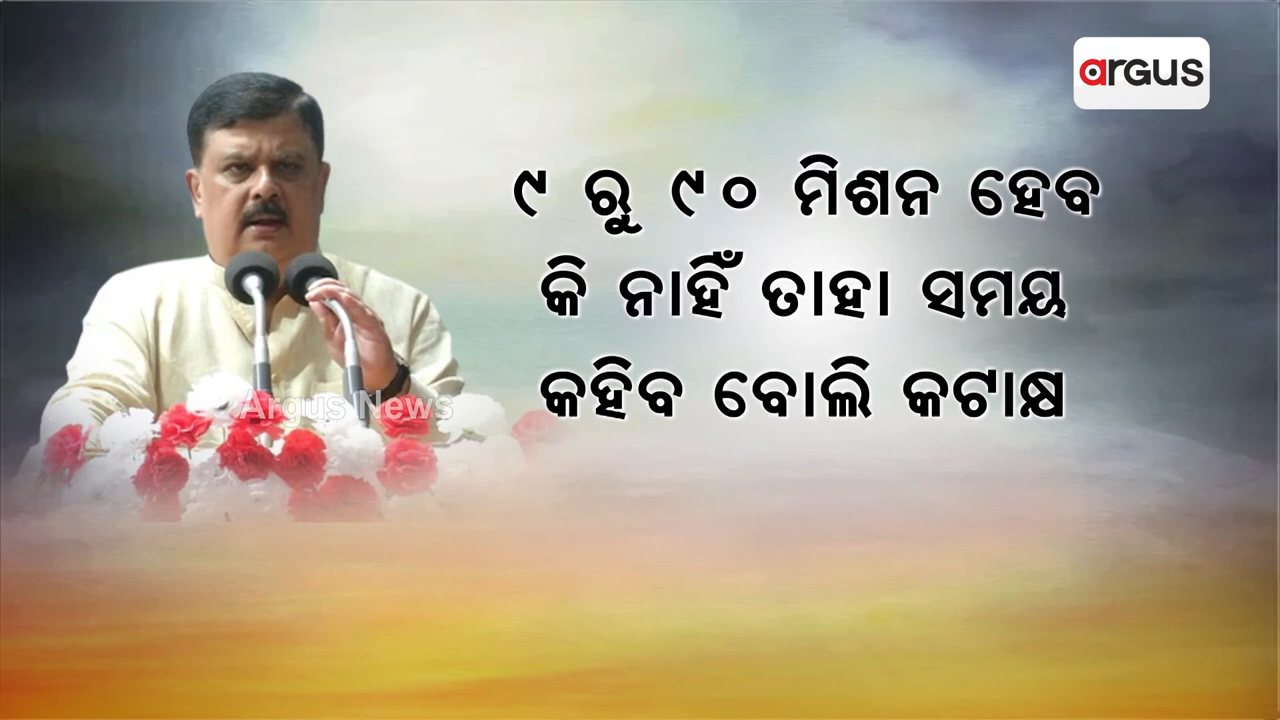 argus
୯ ରୁ ୯୦ ମିଶନ ହେବ
କି ନାହିଁ ତାହା ସମୟ
କହିବ ବୋଲି କଟାକ୍ଷ
Argus News